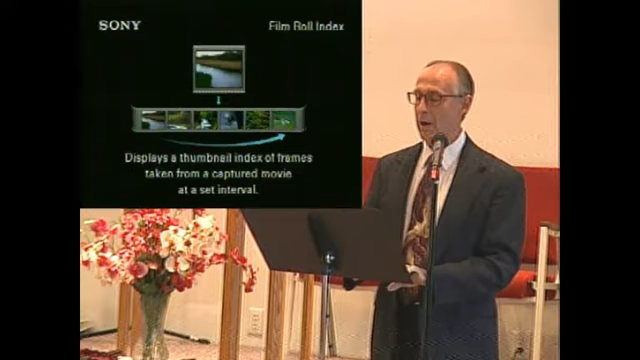 SONY
Film Roll Index
Displays a thumbnail index of frames
taken from a captured movie
at a set interval.